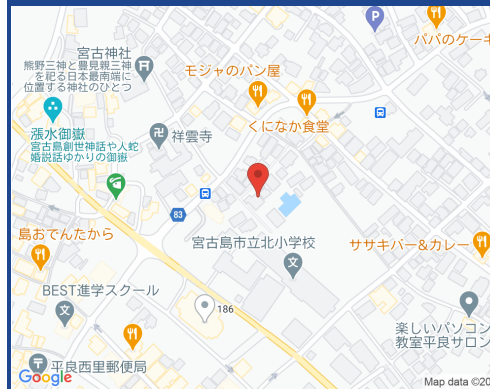 パパのケーキ
宮古神社
熊野三神と豊見親三神
を祀る日本最南端に
位置する神社のひとつ
モジャのパン屋
くになか食堂
漲水御嶽
宮古島創世神話や人蛇
婚説話ゆかりの御嶽
祥雲寺
83
島おでんたから
宮古島市立北小学校
ササキバー&カレー
BEST進学スクール
186
楽しいパソコン
教室平良サロン
平良西里郵便局
Google
Map data ©20